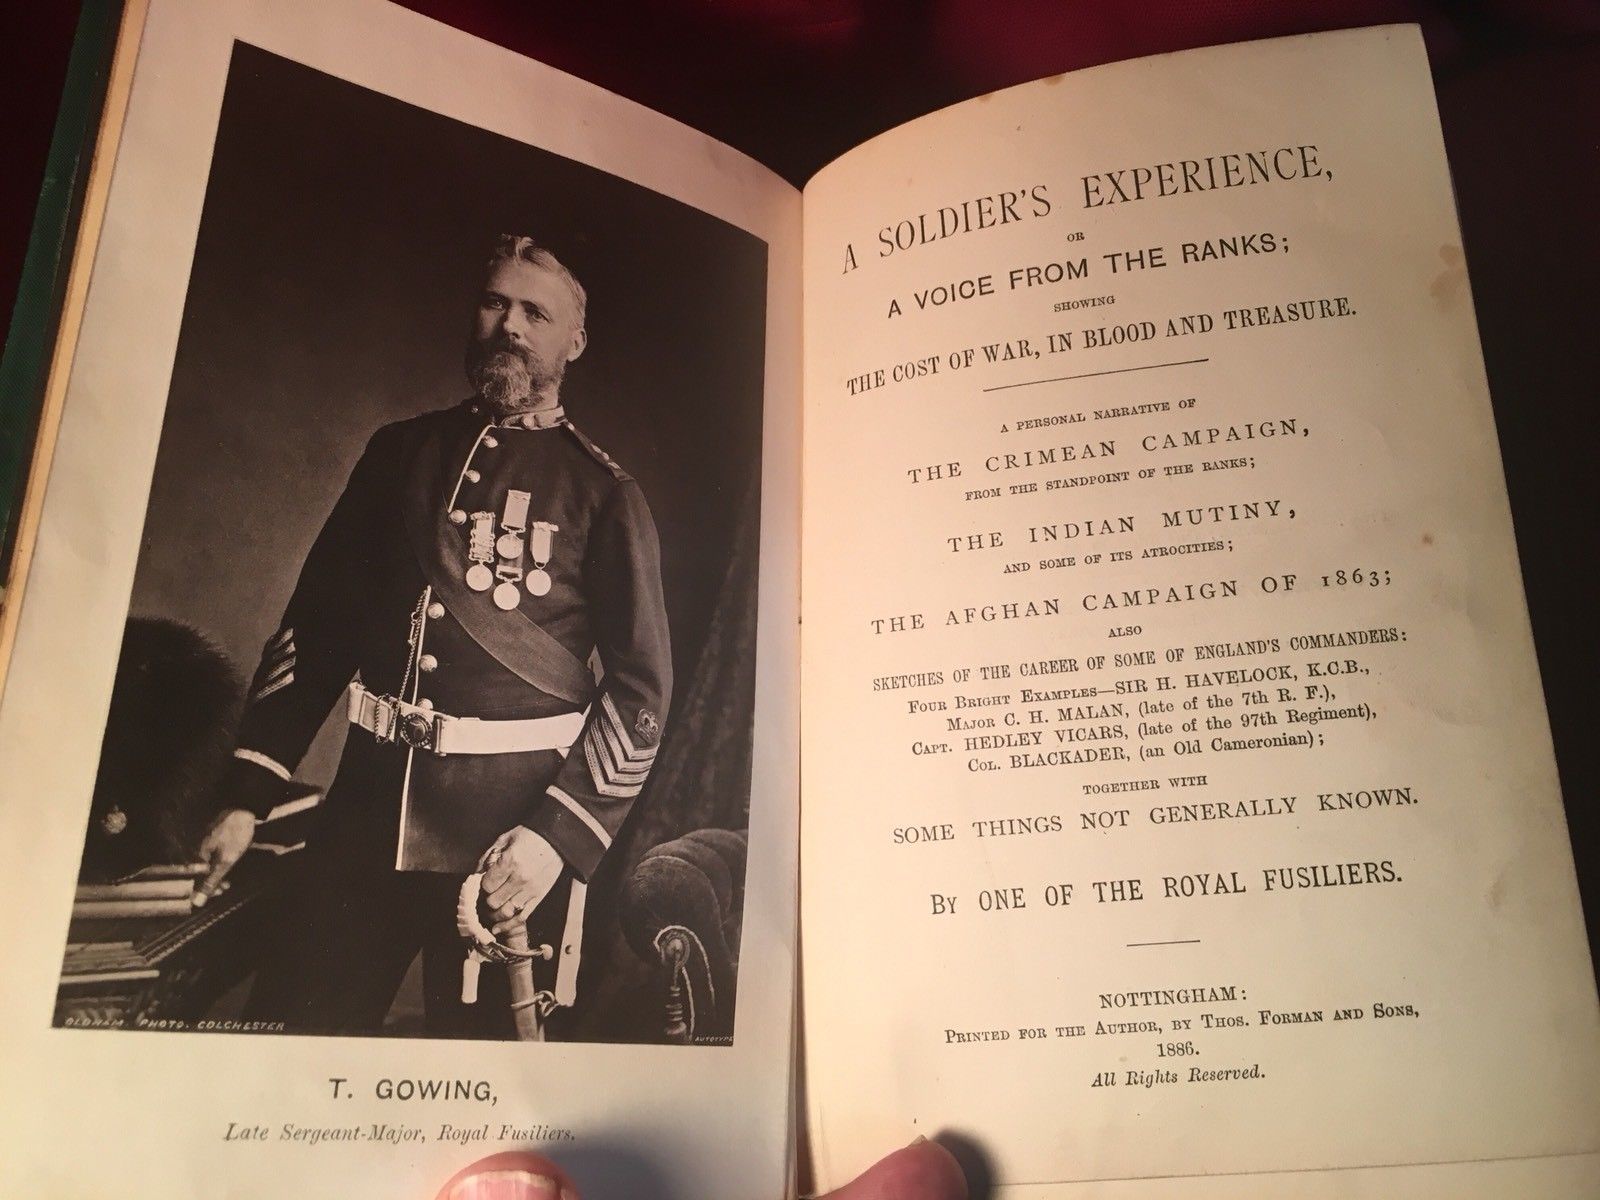 OLDHAM PHOTO. COLCHESTER
AUTOTYPE
T. GOWING,
Late Sergeant-Major, Royal Fusiliers.
A SOLDIER'S EXPERIENCE,
OR
A VOICE FROM THE RANKS;
SHOWING
THE COST OF WAR, IN BLOOD AND TREASURE.
A PERSONAL NARRATIVE OF
THE CRIMEAN CAMPAIGN,
FROM THE STANDPOINT OF THE RANKS;
THE INDIAN MUTINY,
AND SOME OF ITS ATROCITIES;
THE AFGHAN CAMPAIGN OF 1863;
ALSO
SKETCHES OF THE CAREER OF SOME OF ENGLAND'S COMMANDERS:
FOUR BRIGHT EXAMPLES—SIR H. HAVELOCK, K.C.B.,
MAJOR C. H. MALAN, (late of the 7th R. F.),
CAPT. HEDLEY VICARS, (late of the 97th Regiment),
COL. BLACKADER, (an Old Cameronian);
TOGETHER WITH
SOME THINGS NOT GENERALLY KNOWN.
BY ONE OF THE ROYAL FUSILIERS.
NOTTINGHAM:
PRINTED FOR THE AUTHOR, BY THOS. FORMAN AND SONS,
1886.
All Rights Reserved.